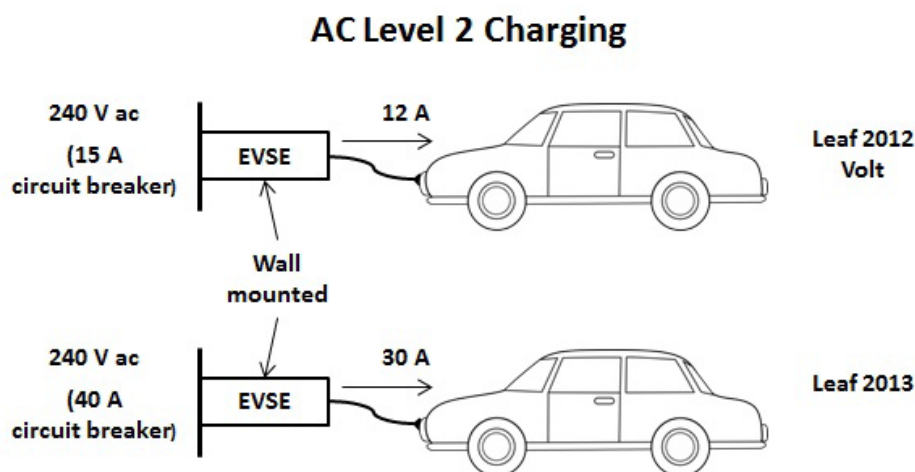 AC Level 2 Charging
240 V ac
(15 A
circuit breaker)
EVSE
12 A
Leaf 2012
Volt
Wall
mounted
240 V ac
(40 A
circuit breaker)
EVSE
30 A
Leaf 2013